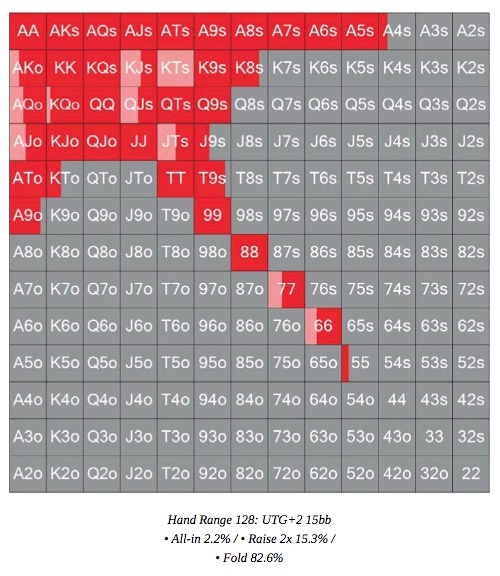 AA AKs AQs AJs ATs A9s A8s A7s A6s A5s A4s A3s A2s
AKo KK KQs KJs KTs K9s K8s K7s K6s K5s K4s K3s K2s
AQo KQo QQ QJs QTs Q9s Q8s Q7s Q6s Q5s Q4s Q3s Q2s
AJo KJo QJo JJ JTs J9s J8s J7s J6s J5s J4s J3s J2s
ATo KTo QTo JTo TT T9s T8s T7s T6s T5s T4s T3s T2s
A9o K9o Q9o J9o T9o 99 98s 97s 96s 95s 94s 93s 92s
A8o K8o Q8o J8o T8o 98o 88 87s 86s 85s 84s 83s 82s
A7o K7o Q7o J7o T7o 97o 87o 77 76s 75s 74s 73s 72s
A6o K6o Q6o J6o T6o 96o 86o 76o 66 65s 64s 63s 62s
A5o K5o Q5o J5o T5o 95o 85o 75o 65o 55 54s 53s 52s
A4o K4o Q4o J4o T4o 94o 84o 74o 64o 54o 44 43s 42s
A3o K3o Q3o J3o T3o 93o 83o 73o 63o 53o 43o 33 32s
A2o K2o Q2o J2o T2o 92o 82o 72o 62o 52o 42o 32o 22
Hand Range 128: UTG+2 15bb
• All-in 2.2% / • Raise 2x 15.3% /
• Fold 82.6%